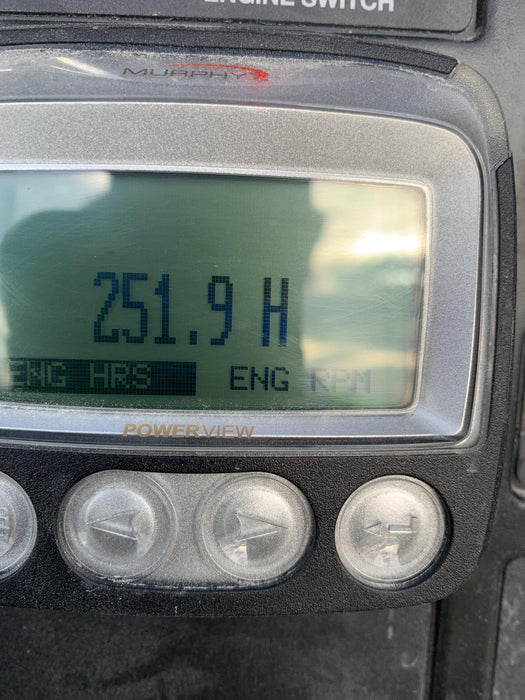 ENGINE SWITCH
MURPHY
251.9 H
ENG HRS ENG RPM
POWERVIEW